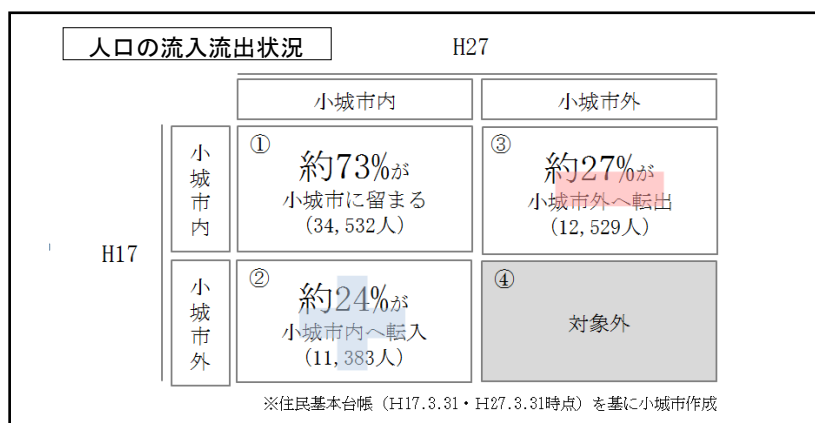 人口の流入流出状況
H27
小城市内
小城市外
H17
小城市内
①
約73%が
小城市に留まる
(34,532人)
③
約27%が
小城市外へ転出
(12,529人)
小城市外
②
約24%が
小城市内へ転入
(11,383人)
④
対象外
※住民基本台帳（H17.3.31・H27.3.31時点）を基に小城市作成